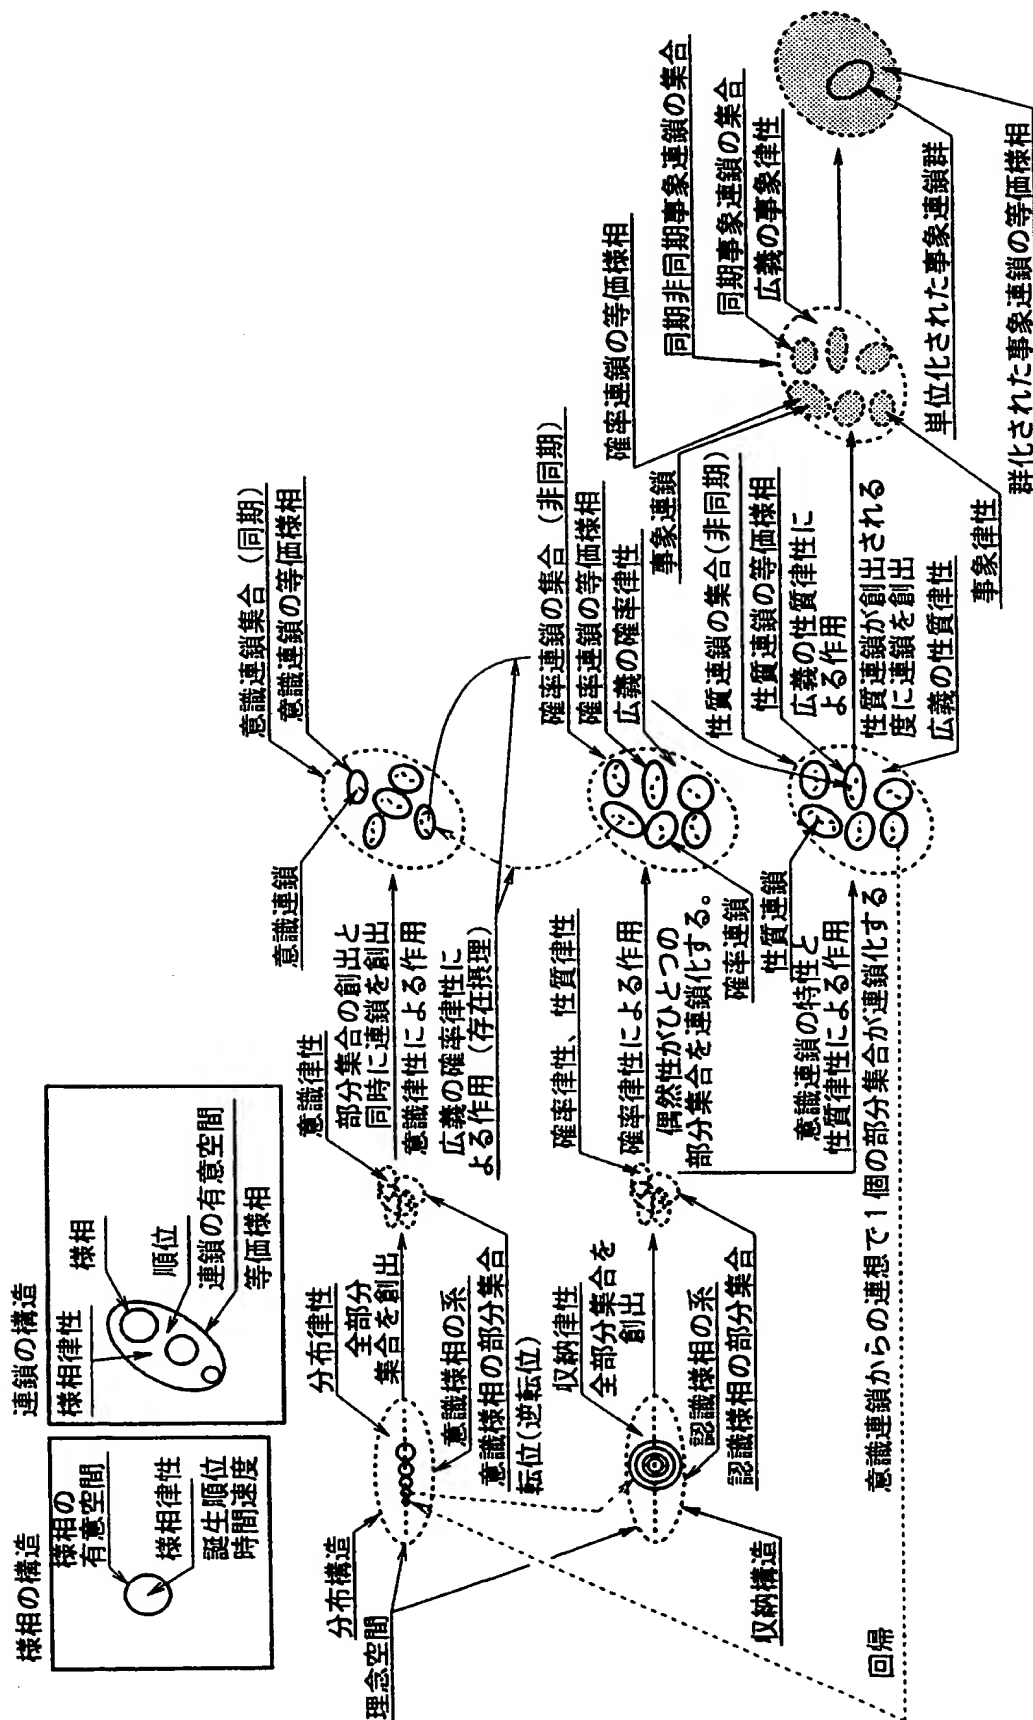 様相の構造
様相の
有意空間
様相律性
誕生順位
時間速度
連鎖の構造
様相律性
様相
順位
連鎖の有意空間
等価様相
理念空間
分布構造
分布律性
全部分
集合を創出
意識様相の系
意識様相の部分集合
転位(逆転位)
意識律性
部分集合の創出と
同時に連鎖を創出
意識律性による作用
広義の確率律性に
よる作用(存在摂理)
意識連鎖
意識連鎖集合(同期)
意識連鎖の等価様相
収納構造
収納律性
全部分集合を
創出
認識様相の系
認識様相の部分集合
確率律性、性質律性
確率律性による作用
偶然性がひとつの
部分集合を連鎖化する。
確率連鎖
確率連鎖の集合(非同期)
確率連鎖の等価様相
広義の確率律性
意識連鎖の特性と
性質律性による作用
性質連鎖
性質連鎖の集合(非同期)
性質連鎖の等価様相
広義の性質律性に
よる作用
性質連鎖が創出される
度に連鎖を創出
広義の性質律性
事象連鎖
確率連鎖の等価様相
同期非同期事象連鎖の集合
同期事象連鎖の集合
広義の事象律性
事象律性
単位化された事象連鎖群
群化された事象連鎖の等価様相
回帰
意識連鎖からの連想で1個の部分集合が連鎖化する